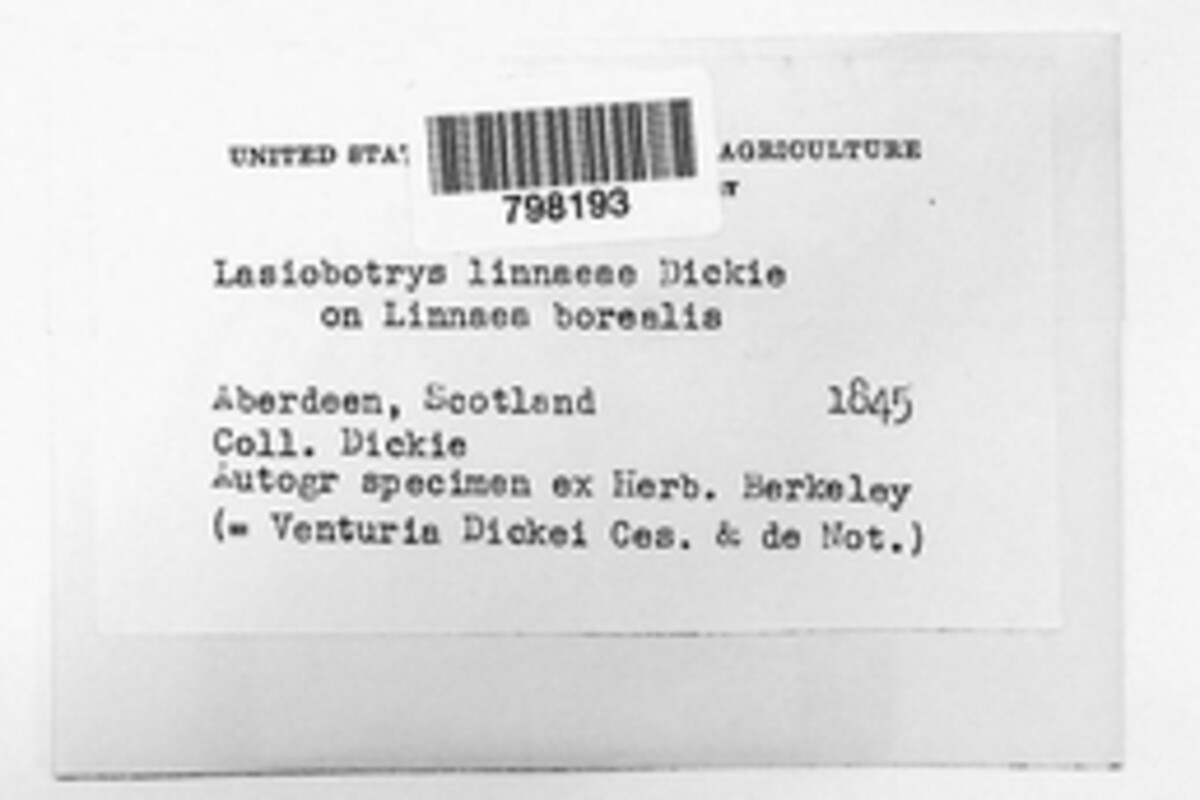 UNITED STAT AGRICULTURE
798193
Lasiobotrys linnaeae Dickie
on Linnaea borealis
Aberdeen, Scotland 1845
Coll. Dickie
Autogr specimen ex Herb. Berkeley
(= Venturia Dickei Ces. & de Not.)